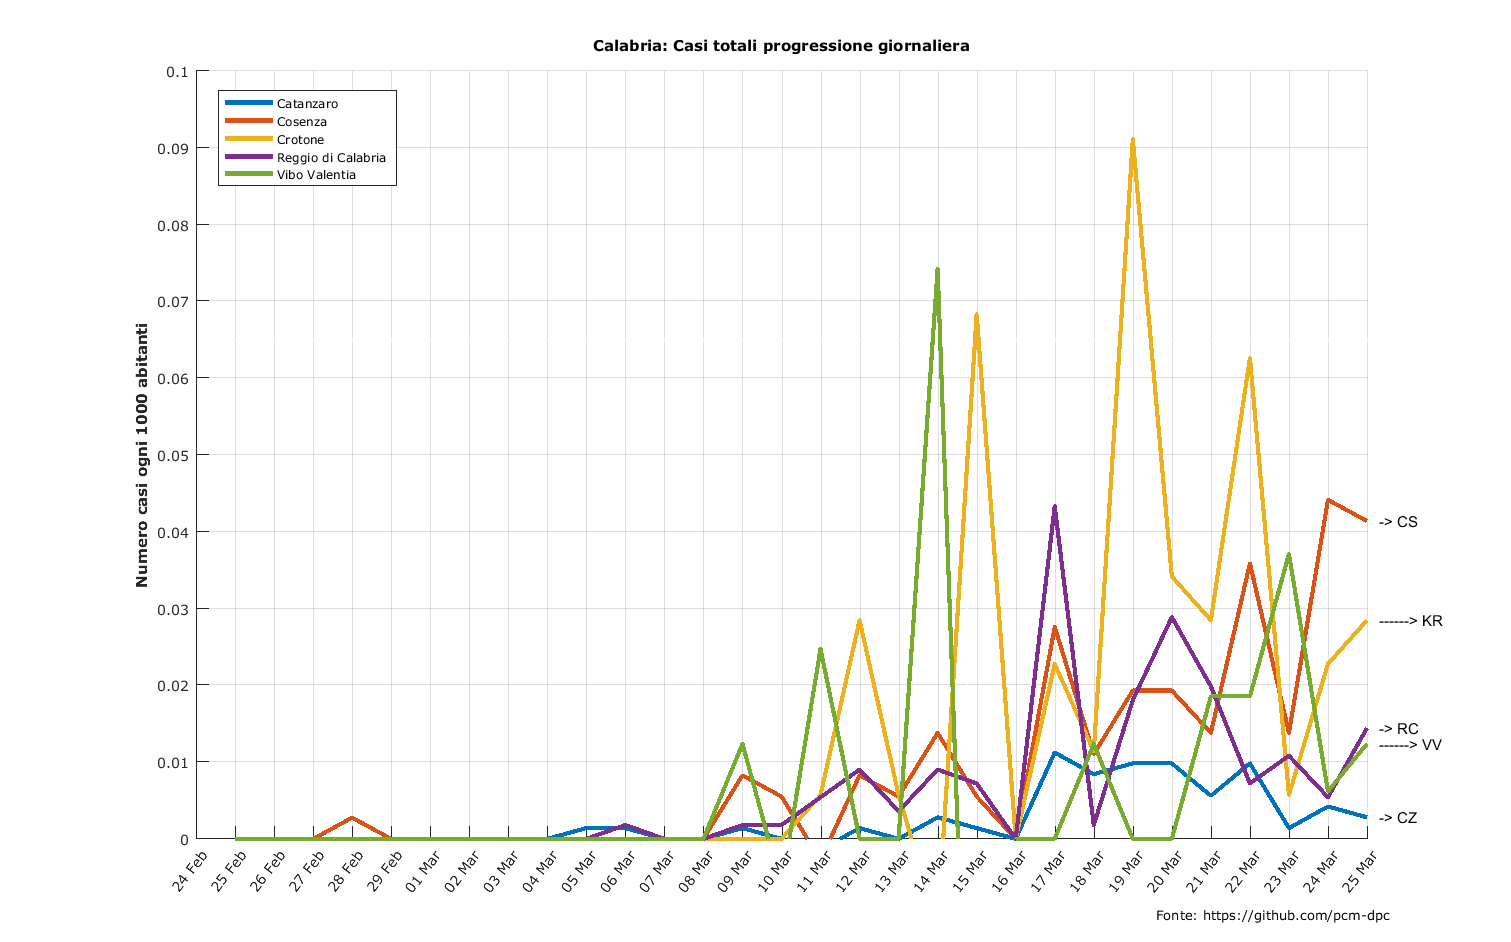 Calabria: Casi totali progressione giornaliera
0.1
0.09
0.08
0.07
0.06
0.05
0.04
0.03
0.02
0.01
0
Numero casi ogni 1000 abitanti
Catanzaro
Cosenza
Crotone
Reggio di Calabria
Vibo Valentia
-> CS
------> KR
-> RC
------> VV
-> CZ
24 Feb
25 Feb
26 Feb
27 Feb
28 Feb
29 Feb
01 Mar
02 Mar
03 Mar
04 Mar
05 Mar
06 Mar
07 Mar
08 Mar
09 Mar
10 Mar
11 Mar
12 Mar
13 Mar
14 Mar
15 Mar
16 Mar
17 Mar
18 Mar
19 Mar
20 Mar
21 Mar
22 Mar
23 Mar
24 Mar
25 Mar
Fonte: https://github.com/pcm-dpc